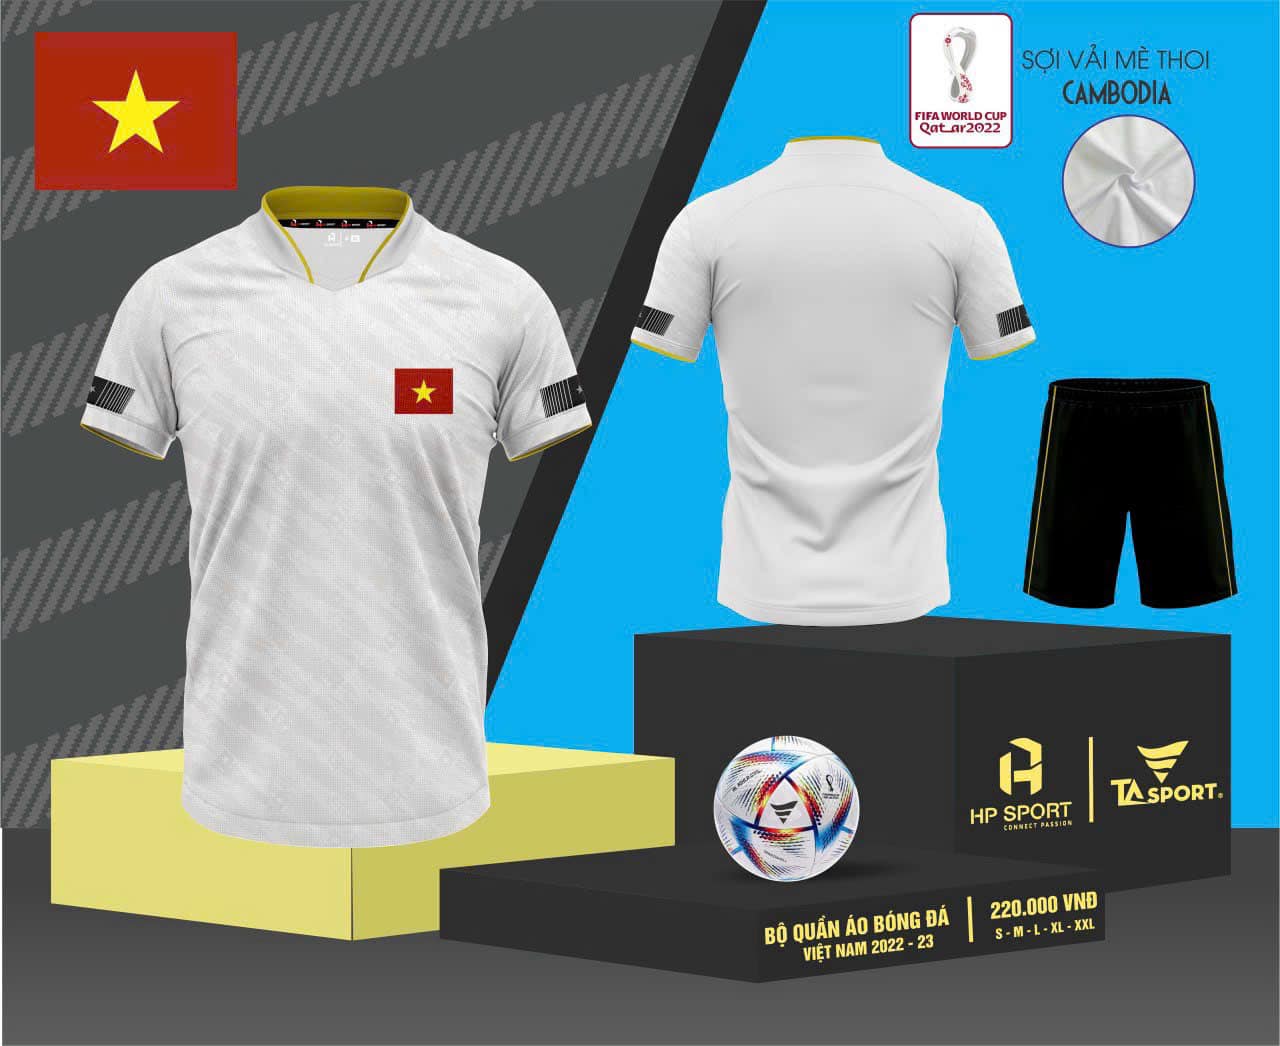 FIFA WORLD CUP
Qatar2022
SỢI VẢI MÈ THOI
CAMBODIA
HP SPORT
CONNECT PASSION
TA SPORT®
BỘ QUẦN ÁO BÓNG ĐÁ
VIỆT NAM 2022 - 23
220.000 VNĐ
S - M - L - XL - XXL